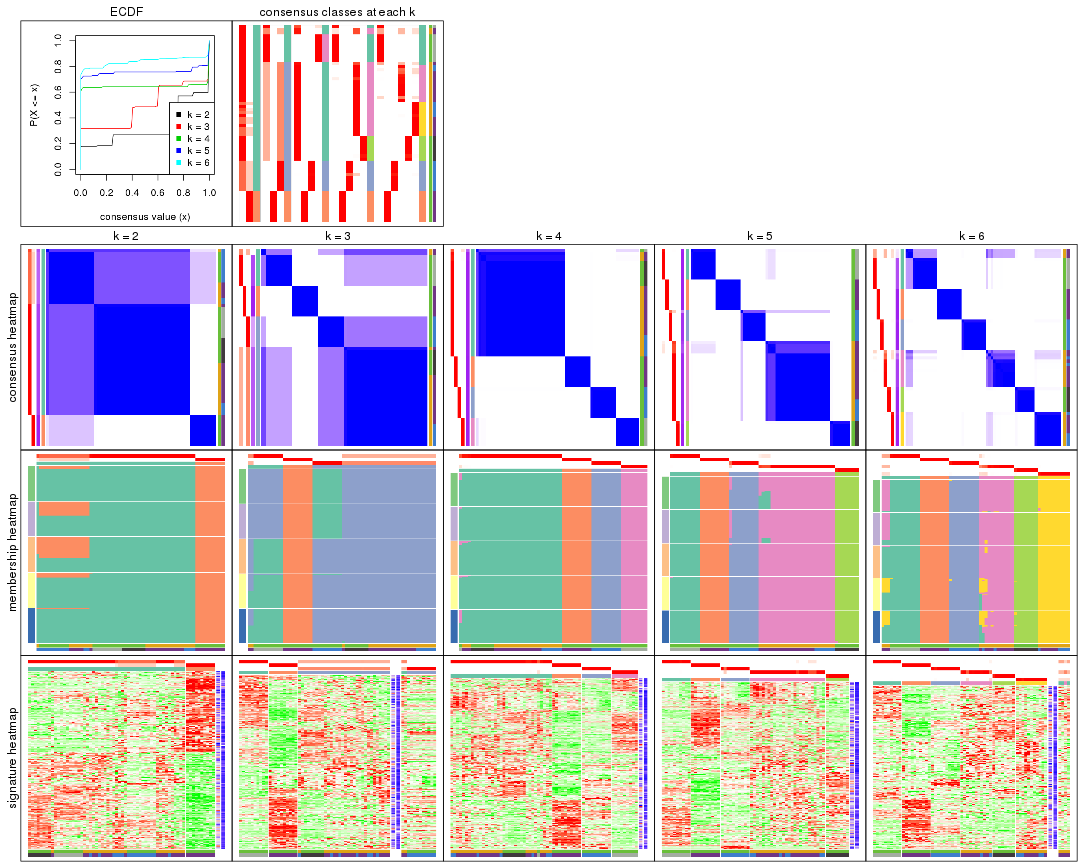 ECDF
consensus classes at each k
1.0
0.8
0.6
0.4
0.2
0.0
P(X <= x)
k = 2
k = 3
k = 4
k = 5
k = 6
0.0 0.2 0.4 0.6 0.8 1.0
consensus value (x)
k = 2 k = 3 k = 4 k = 5 k = 6
consensus heatmap
membership heatmap
signature heatmap